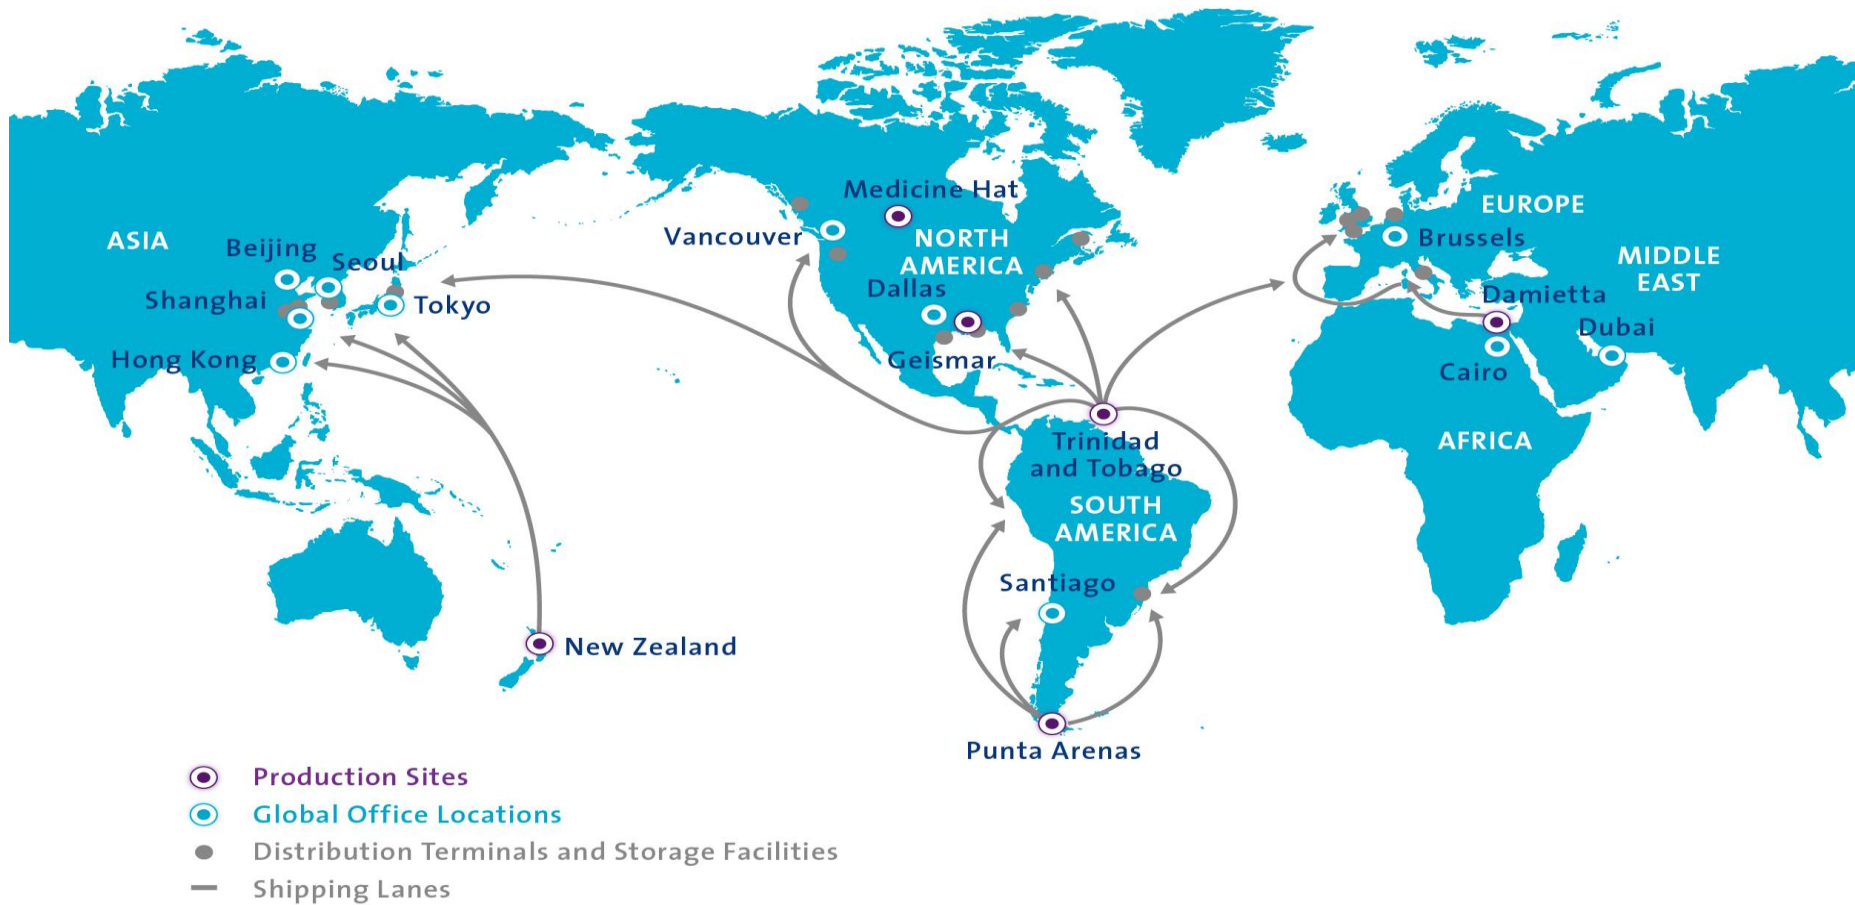 Medicine Hat
Vancouver
NORTH
AMERICA
Dallas
Geismar
ASIA
Beijing
Seoul
Shanghai
Tokyo
Hong Kong
EUROPE
Brussels
MIDDLE
EAST
Damietta
Dubai
Cairo
AFRICA
Trinidad
and Tobago
SOUTH
AMERICA
Santiago
New Zealand
Punta Arenas
Production Sites
Global Office Locations
Distribution Terminals and Storage Facilities
Shipping Lanes